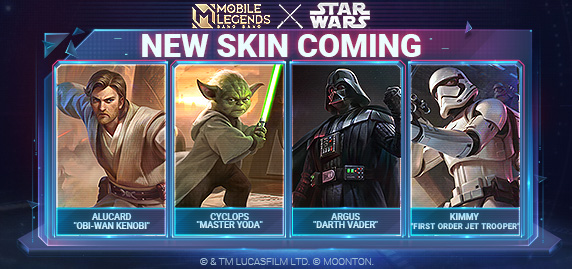 MOBILE LEGENDS BANG BANG
STAR WARS
NEW SKIN COMING
ALUCARD
"OBI-WAN KENOBI"
CYCLOPS
"MASTER YODA"
ARGUS
"DARTH VADER"
KIMMY
"FIRST ORDER JET TROOPER"
© & TM LUCASFILM LTD. © MOONTON.